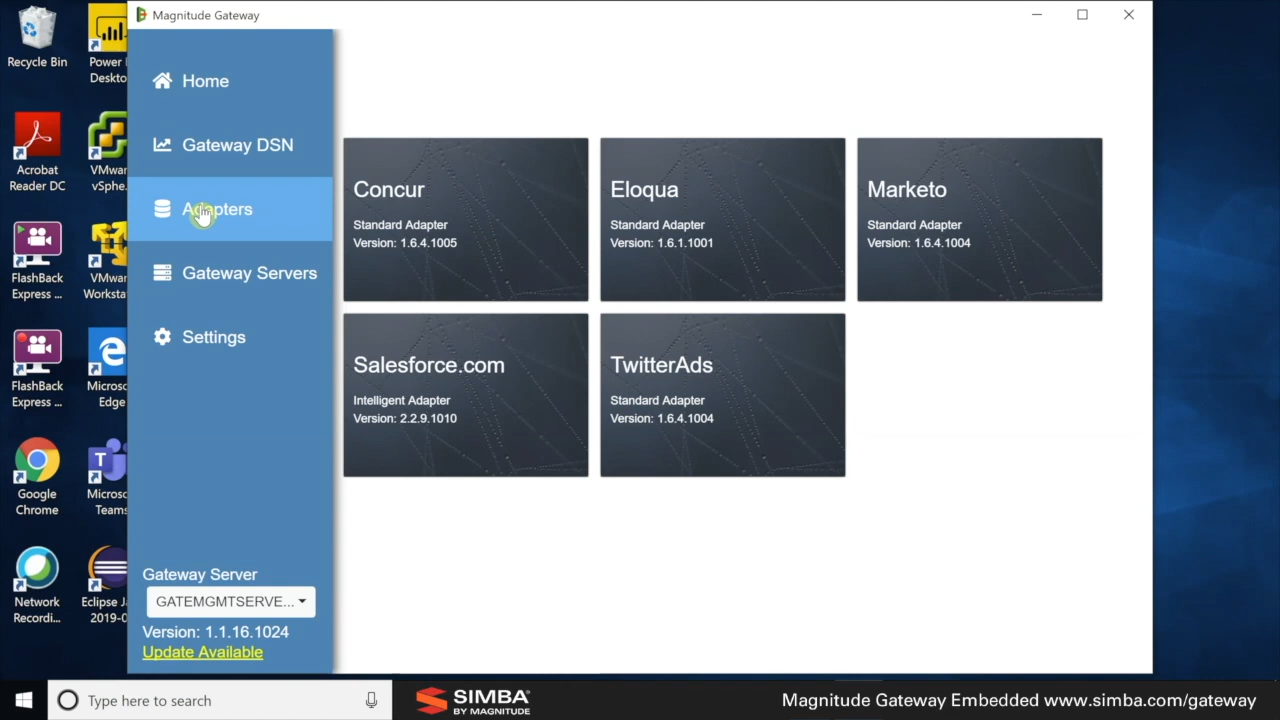 Magnitude Gateway
Recycle Bin
Power
Deskto
Acrobat
Reader DC
VMwar
vSphe.
FlashBack
Express ...
VMwar
Worksta
FlashBack
Express ...
Microso
Edge
Google
Chrome
Microso
Teams
Network
Recordi...
Eclipse Ja
2019-0
Home
Gateway DSN
Adapters
Gateway Servers
Settings
Gateway Server
GATEMGMTSERVE...
Version: 1.1.16.1024
Update Available
Concur
Standard Adapter
Version: 1.6.4.1005
Eloqua
Standard Adapter
Version: 1.6.1.1001
Marketo
Standard Adapter
Version: 1.6.4.1004
Salesforce.com
Intelligent Adapter
Version: 2.2.9.1010
TwitterAds
Standard Adapter
Version: 1.6.4.1004
Type here to search
SIMBA
BY MAGNITUDE
Magnitude Gateway Embedded www.simba.com/gateway